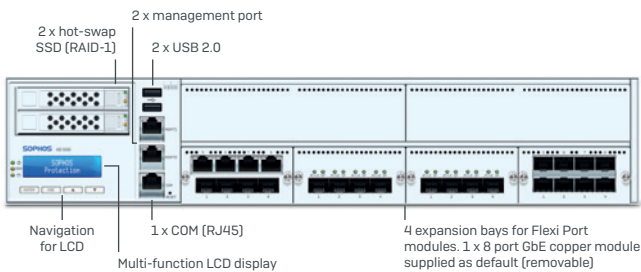 2 x management port
2 x hot-swap
SSD (RAID-1)
2 x USB 2.0
SOPHOS
SOPHOS
Protection
Navigation
for LCD
Multi-function LCD display
1 x COM (RJ45)
4 expansion bays for Flexi Port
modules. 1 x 8 port GbE copper module
supplied as default (removable)